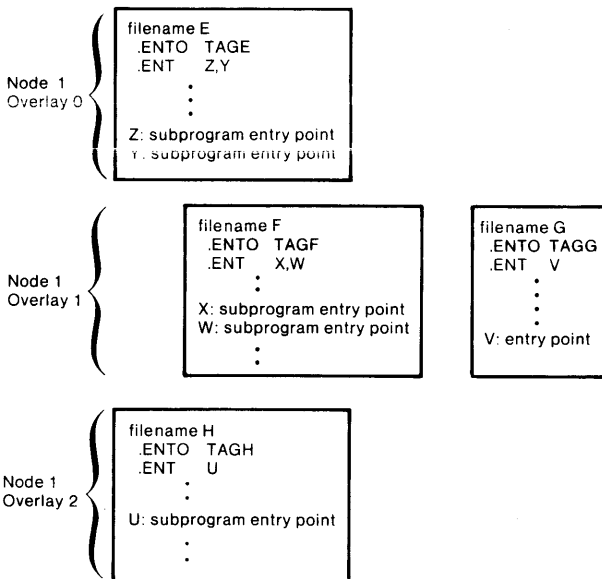 filename E
.ENTO TAGE
.ENT Z,Y
Node 1
Overlay 0
Z: subprogram entry point
Y: subprogram entry point
filename F
.ENTO TAGF
.ENT X,W
Node 1
Overlay 1
X: subprogram entry point
W: subprogram entry point
filename G
.ENTO TAGG
.ENT V
V: entry point
filename H
.ENTO TAGH
.ENT U
Node 1
Overlay 2
U: subprogram entry point